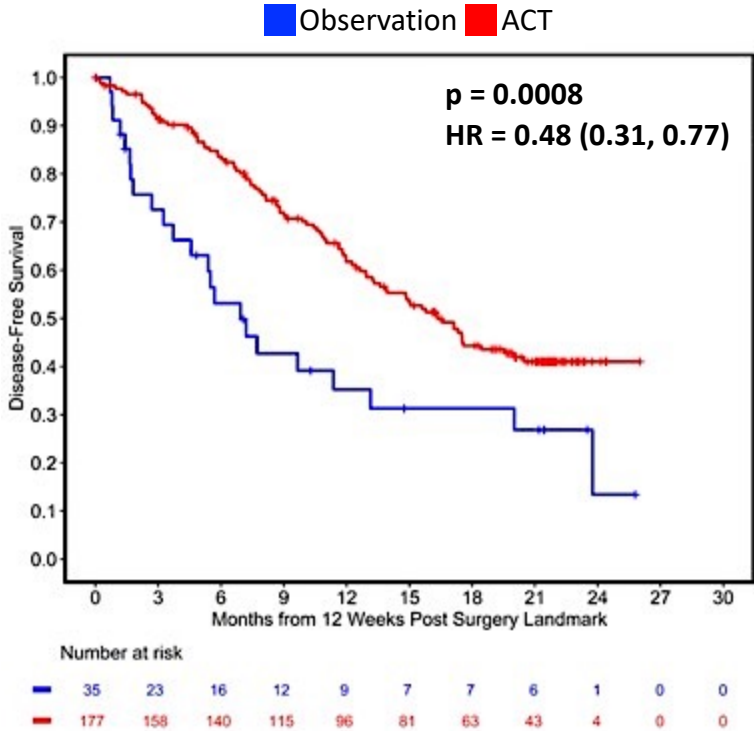 Observation ACT
p = 0.0008
HR = 0.48 (0.31, 0.77)
Disease-Free Survival
1.0
0.9
0.8
0.7
0.6
0.5
0.4
0.3
0.2
0.1
0.0
0 3 6 9 12 15 18 21 24 27 30
Months from 12 Weeks Post Surgery Landmark
Number at risk
35 23 16 12 9 7 7 6 1 0 0
177 158 140 115 96 81 63 43 4 0 0